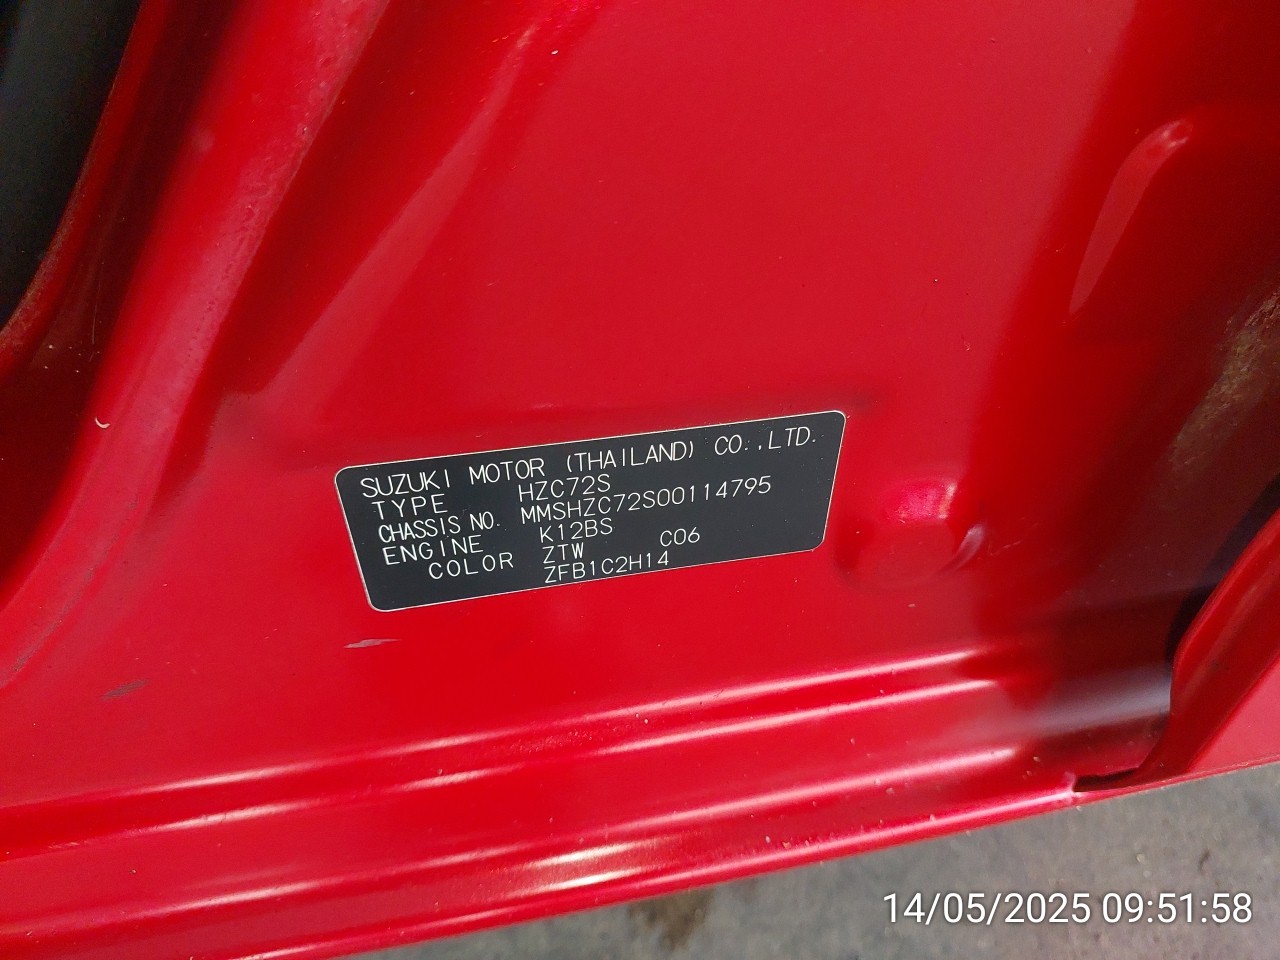 SUZUKI MOTOR (THAILAND) CO.,LTD.
TYPE HZC72S
CHASSIS NO. MMSHZC72S00114795
ENGINE K12BS
COLOR ZTW C06
ZFB1C2H14
14/05/2025 09:51:58